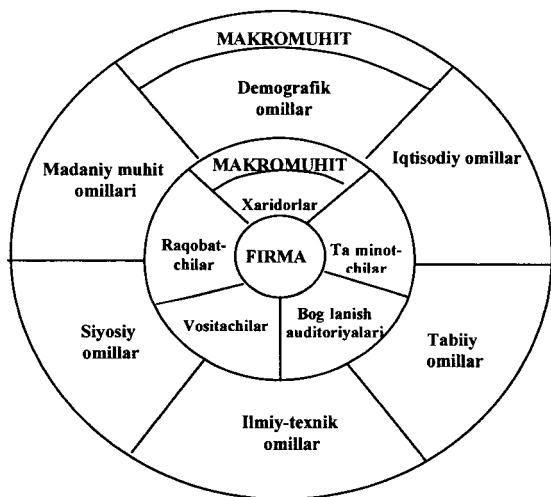 MAKROMUHIT
Demografik
omillar
Madaniy muhit
omillari
Iqtisodiy omillar
MAKROMUHIT
Xaridorlar
Raqobat-
chilar
FIRMA
Ta minot-
chilar
Vositachilar
Bog lanish
auditoriyalari
Siyosiy
omillar
Tabiiy
omillar
Ilmiy-texnik
omillar